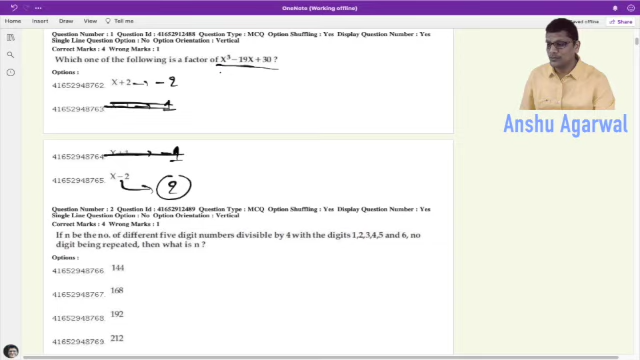 OneNote (Working offline)
Insert Draw View Tell me
Question Number : 1 Question Id : 41652912488 Question Type : MCQ Option Shuffling : Yes Display Question Number : Yes
Single Line Question Option : No Option Orientation : Vertical
Correct Marks : 4 Wrong Marks : 1
Which one of the following is a factor of X³ − 19X + 30 ?
Options :
41652948762. X + 2 → -2
41652948763.
41652948764.
41652948765. X − 2
2
Anshu Agarwal
Question Number : 2 Question Id : 41652912489 Question Type : MCQ Option Shuffling : Yes Display Question Number : Yes
Single Line Question Option : No Option Orientation : Vertical
Correct Marks : 4 Wrong Marks : 1
If n be the no. of different five digit numbers divisible by 4 with the digits 1,2,3,4,5 and 6, no
digit being repeated, then what is n ?
Options :
41652948766. 144
41652948767. 168
41652948768. 192
41652948769. 212